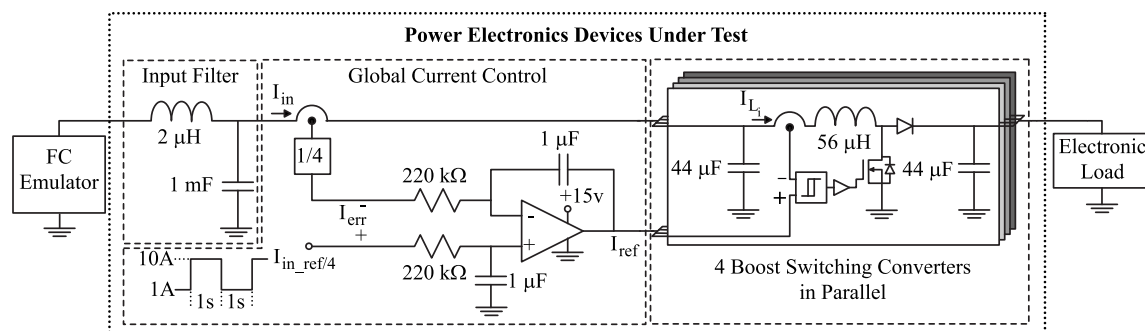 Power Electronics Devices Under Test
Input Filter
Global Current Control
I_in
I_Li
2 μH
1 μF
56 μH
FC
Emulator
1/4
Electronic
Load
1 mF
220 kΩ
+15v
44 μF
44 μF
I_err
-
+
-
+
-
+
I_ref
10A
1A
1s
1s
I_in_ref/4
220 kΩ
1 μF
4 Boost Switching Converters
in Parallel